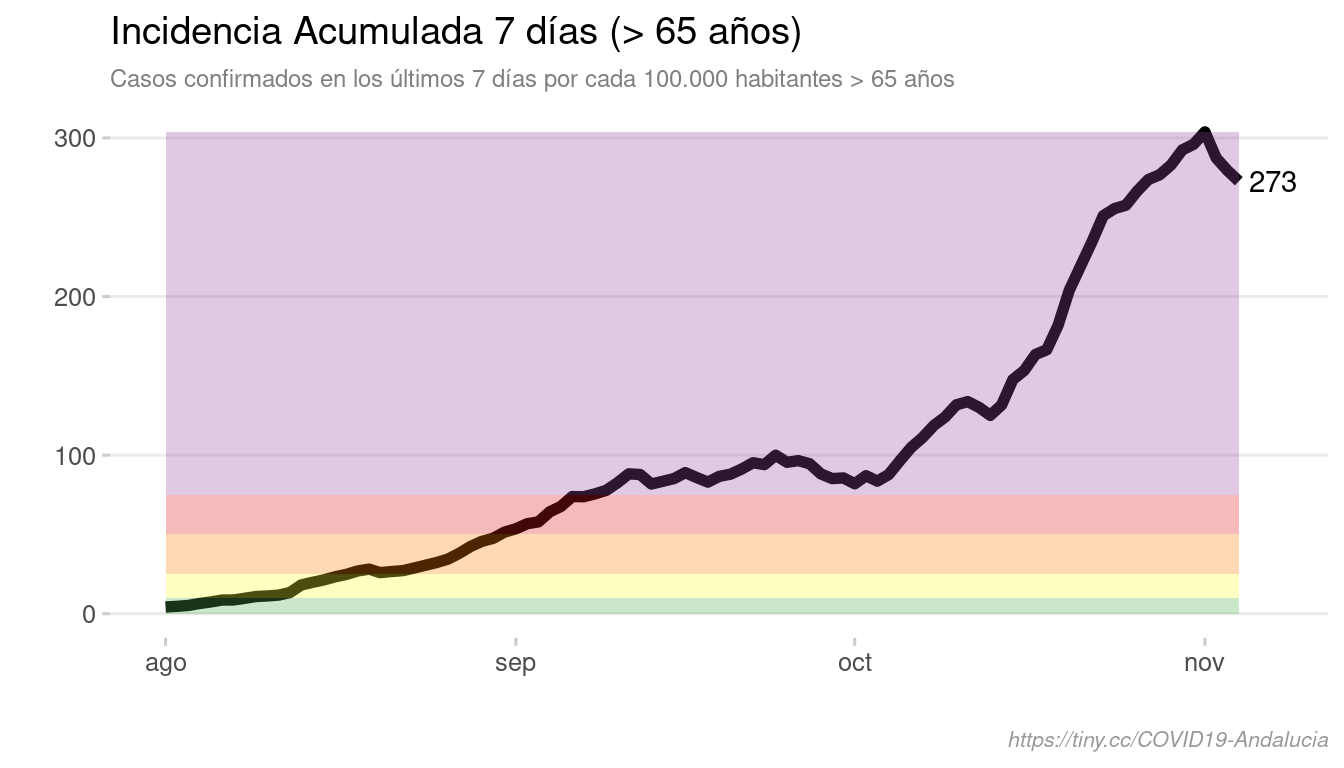 Incidencia Acumulada 7 días (> 65 años)
Casos confirmados en los últimos 7 días por cada 100.000 habitantes > 65 años
300
273
200
100
0
ago sep oct nov
https://tiny.cc/COVID19-Andalucia